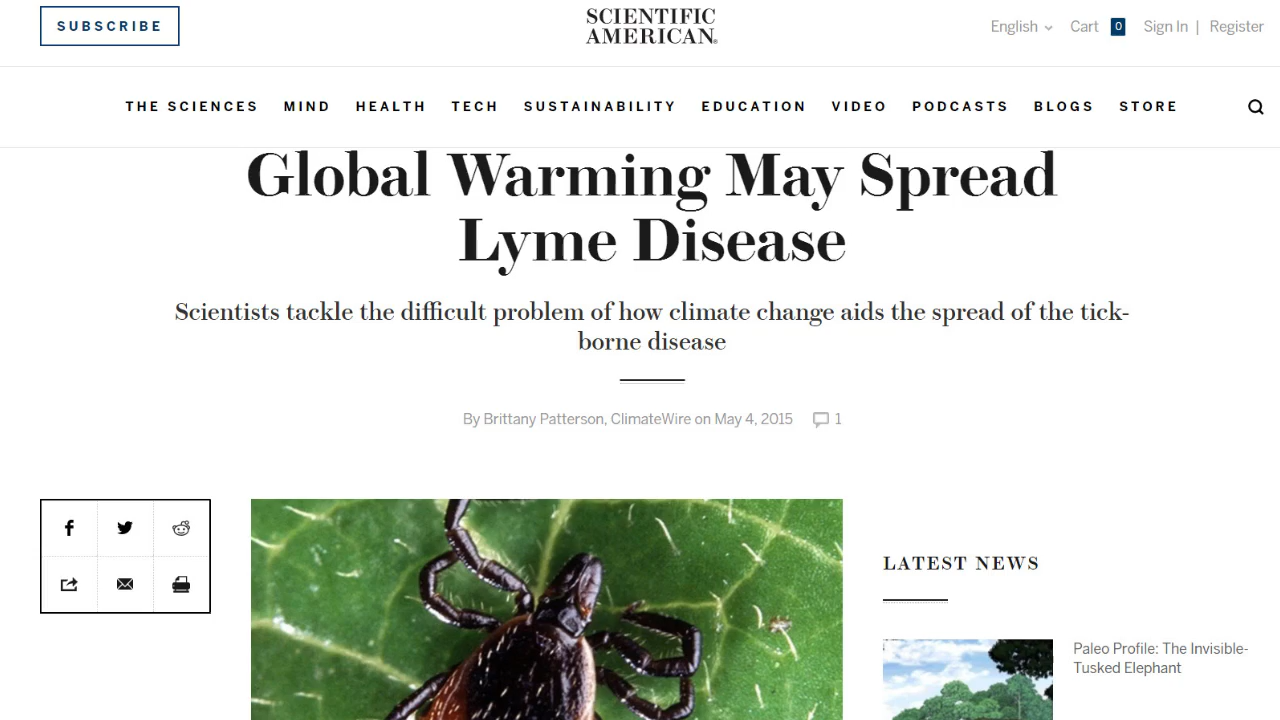 SUBSCRIBE
SCIENTIFIC
AMERICAN®
English
Cart 0 Sign In | Register
THE SCIENCES MIND HEALTH TECH SUSTAINABILITY EDUCATION VIDEO PODCASTS BLOGS STORE
Global Warming May Spread
Lyme Disease
Scientists tackle the difficult problem of how climate change aids the spread of the tick-
borne disease
By Brittany Patterson, ClimateWire on May 4, 2015 1
LATEST NEWS
Paleo Profile: The Invisible-
Tusked Elephant